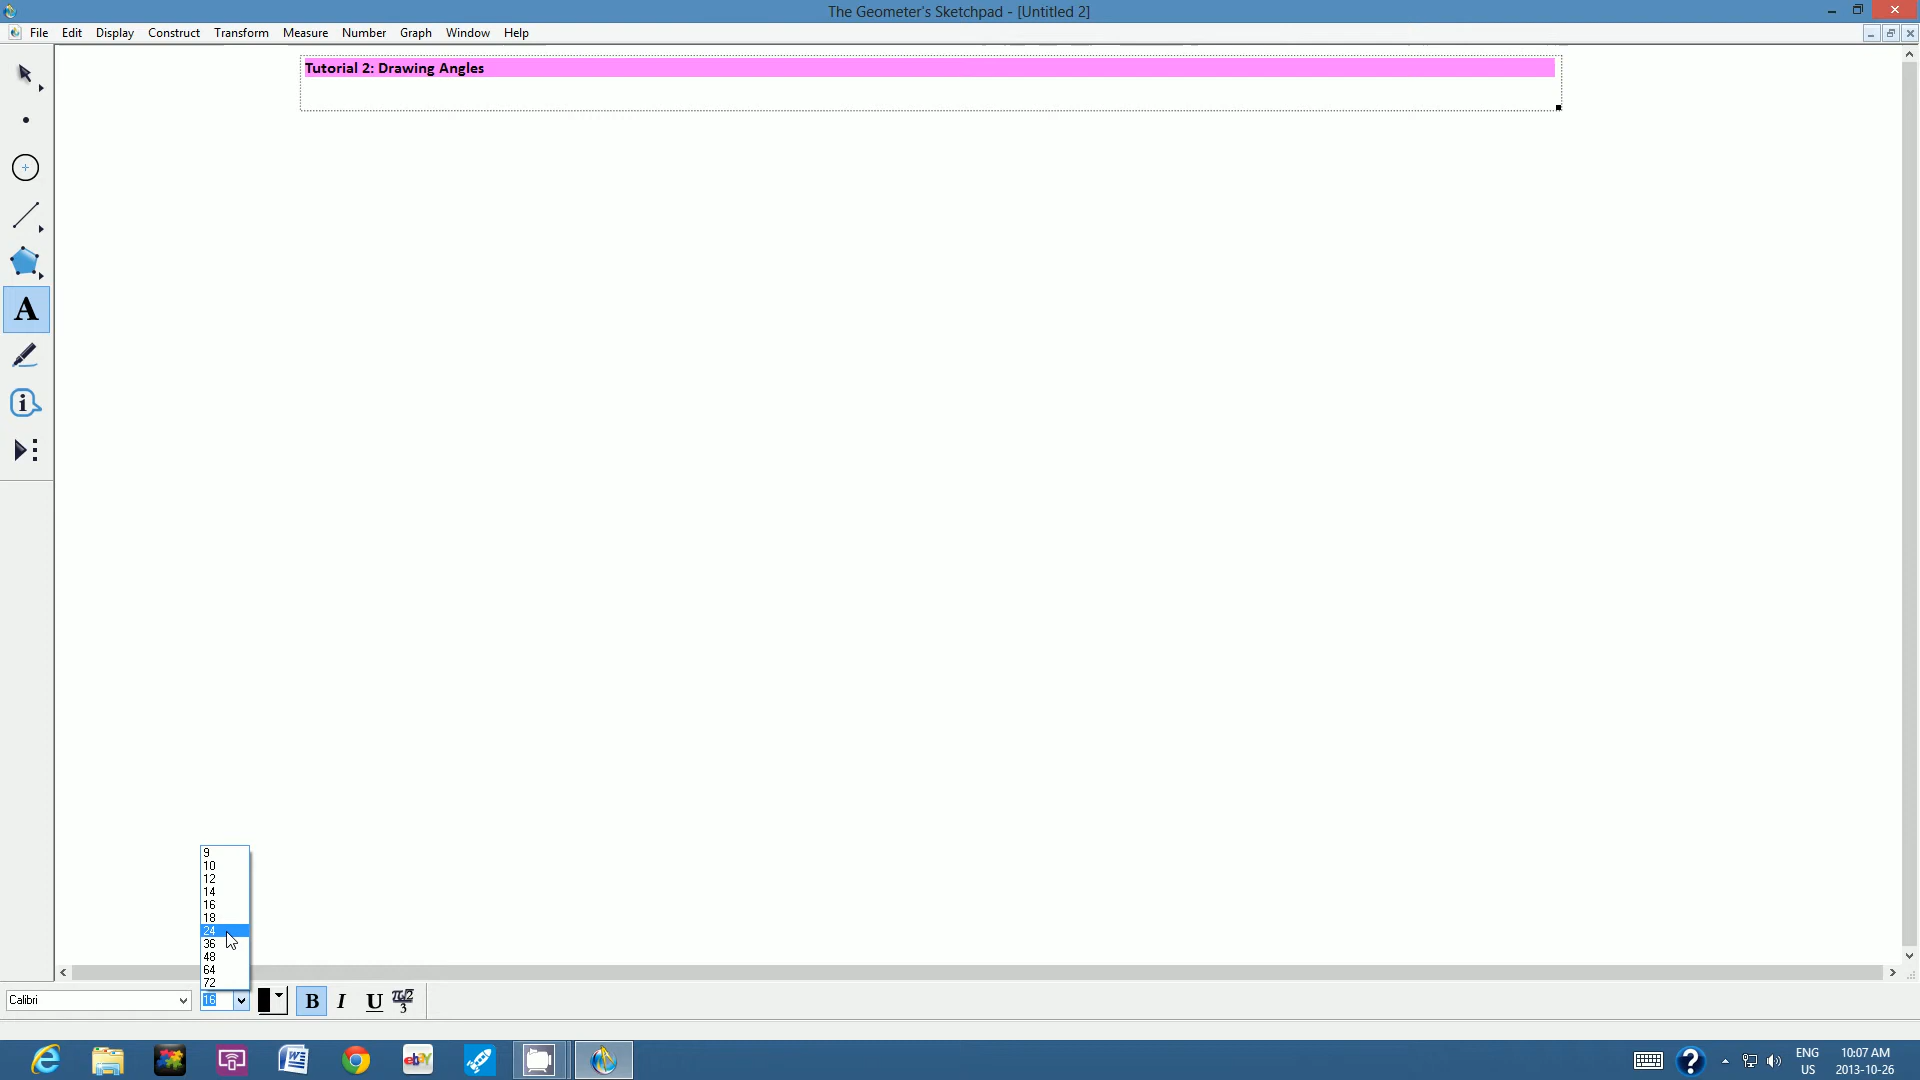 The Geometer's Sketchpad - [Untitled 2]
File Edit Display Construct Transform Measure Number Graph Window Help
Tutorial 2: Drawing Angles
A
9
10
12
14
16
18
24
36
48
64
72
Calibri 16 B I U
ebay
ENG 10:07 AM
US 2013-10-26